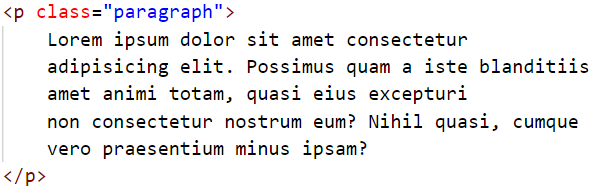 <p class="paragraph">
Lorem ipsum dolor sit amet consectetur
adipisicing elit. Possimus quam a iste blanditiis
amet animi totam, quasi eius excepturi
non consectetur nostrum eum? Nihil quasi, cumque
vero praesentium minus ipsam?
</p>